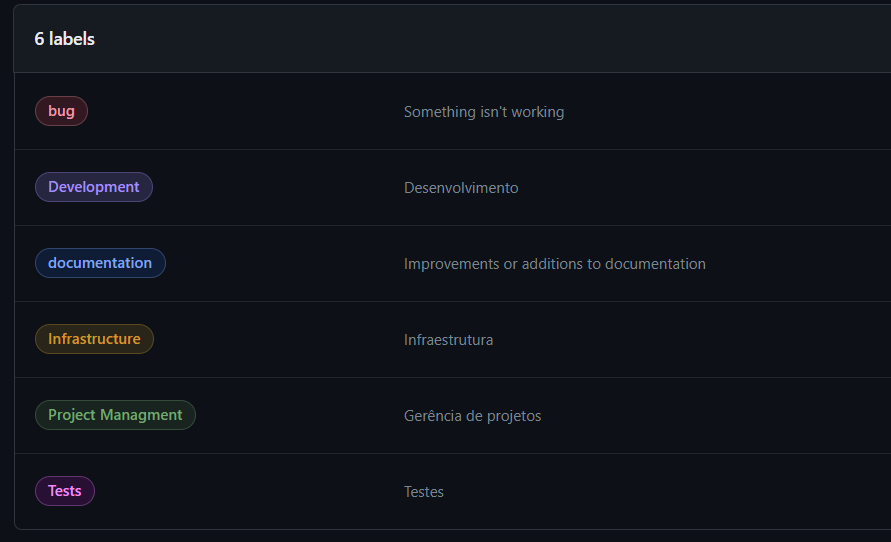 6 labels
bug Something isn't working
Development Desenvolvimento
documentation Improvements or additions to documentation
Infrastructure Infraestrutura
Project Managment Gerência de projetos
Tests Testes